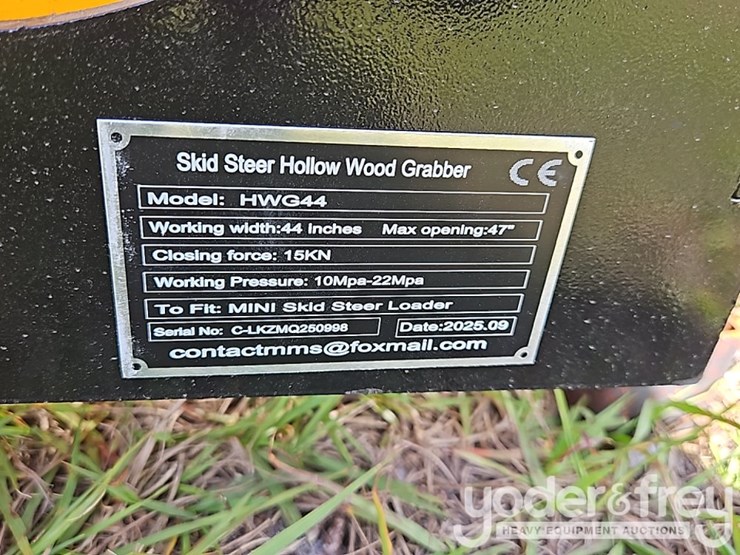 Skid Steer Hollow Wood Grabber CE
Model: HWG44
Working width:44 inches Max opening:47"
Closing force: 15KN
Working Pressure: 10Mpa-22Mpa
To Fit: MINI Skid Steer Loader
Serial No: C-LKZMQ250998 Date:2025.09
contactmms@foxmail.com
yoder&frey
HEAVY EQUIPMENT AUCTIONS